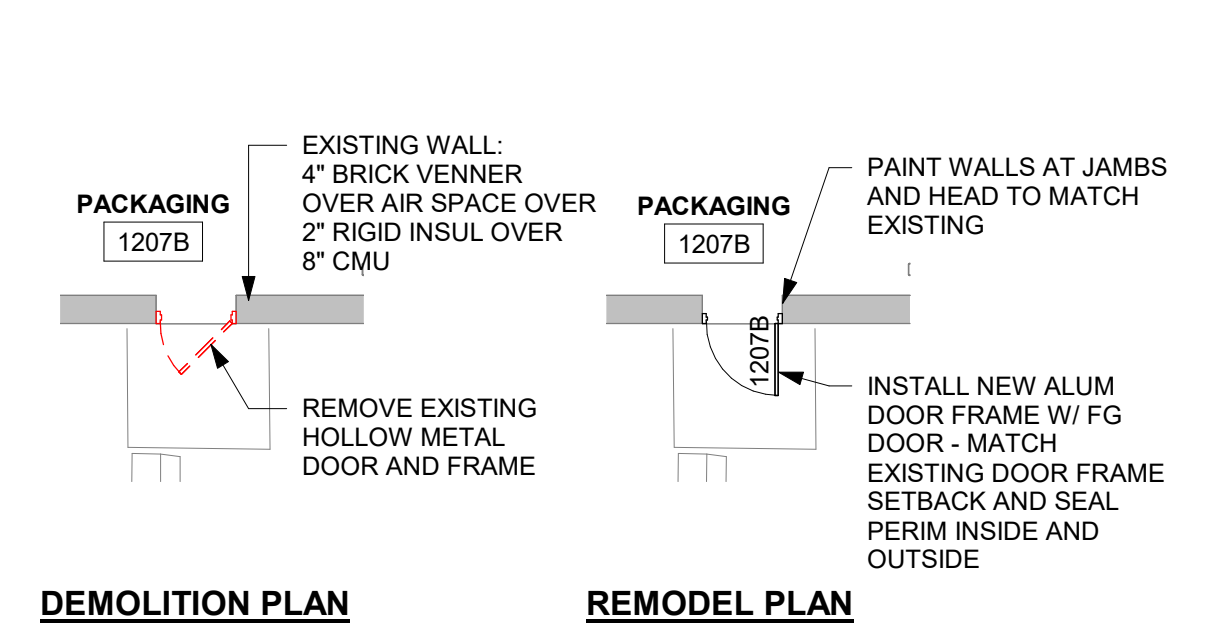 EXISTING WALL:
4" BRICK VENNER
OVER AIR SPACE OVER
2" RIGID INSUL OVER
8" CMU
PACKAGING
1207B
REMOVE EXISTING
HOLLOW METAL
DOOR AND FRAME
DEMOLITION PLAN
PAINT WALLS AT JAMBS
AND HEAD TO MATCH
EXISTING
PACKAGING
1207B
1207B
INSTALL NEW ALUM
DOOR FRAME W/ FG
DOOR - MATCH
EXISTING DOOR FRAME
SETBACK AND SEAL
PERIM INSIDE AND
OUTSIDE
REMODEL PLAN